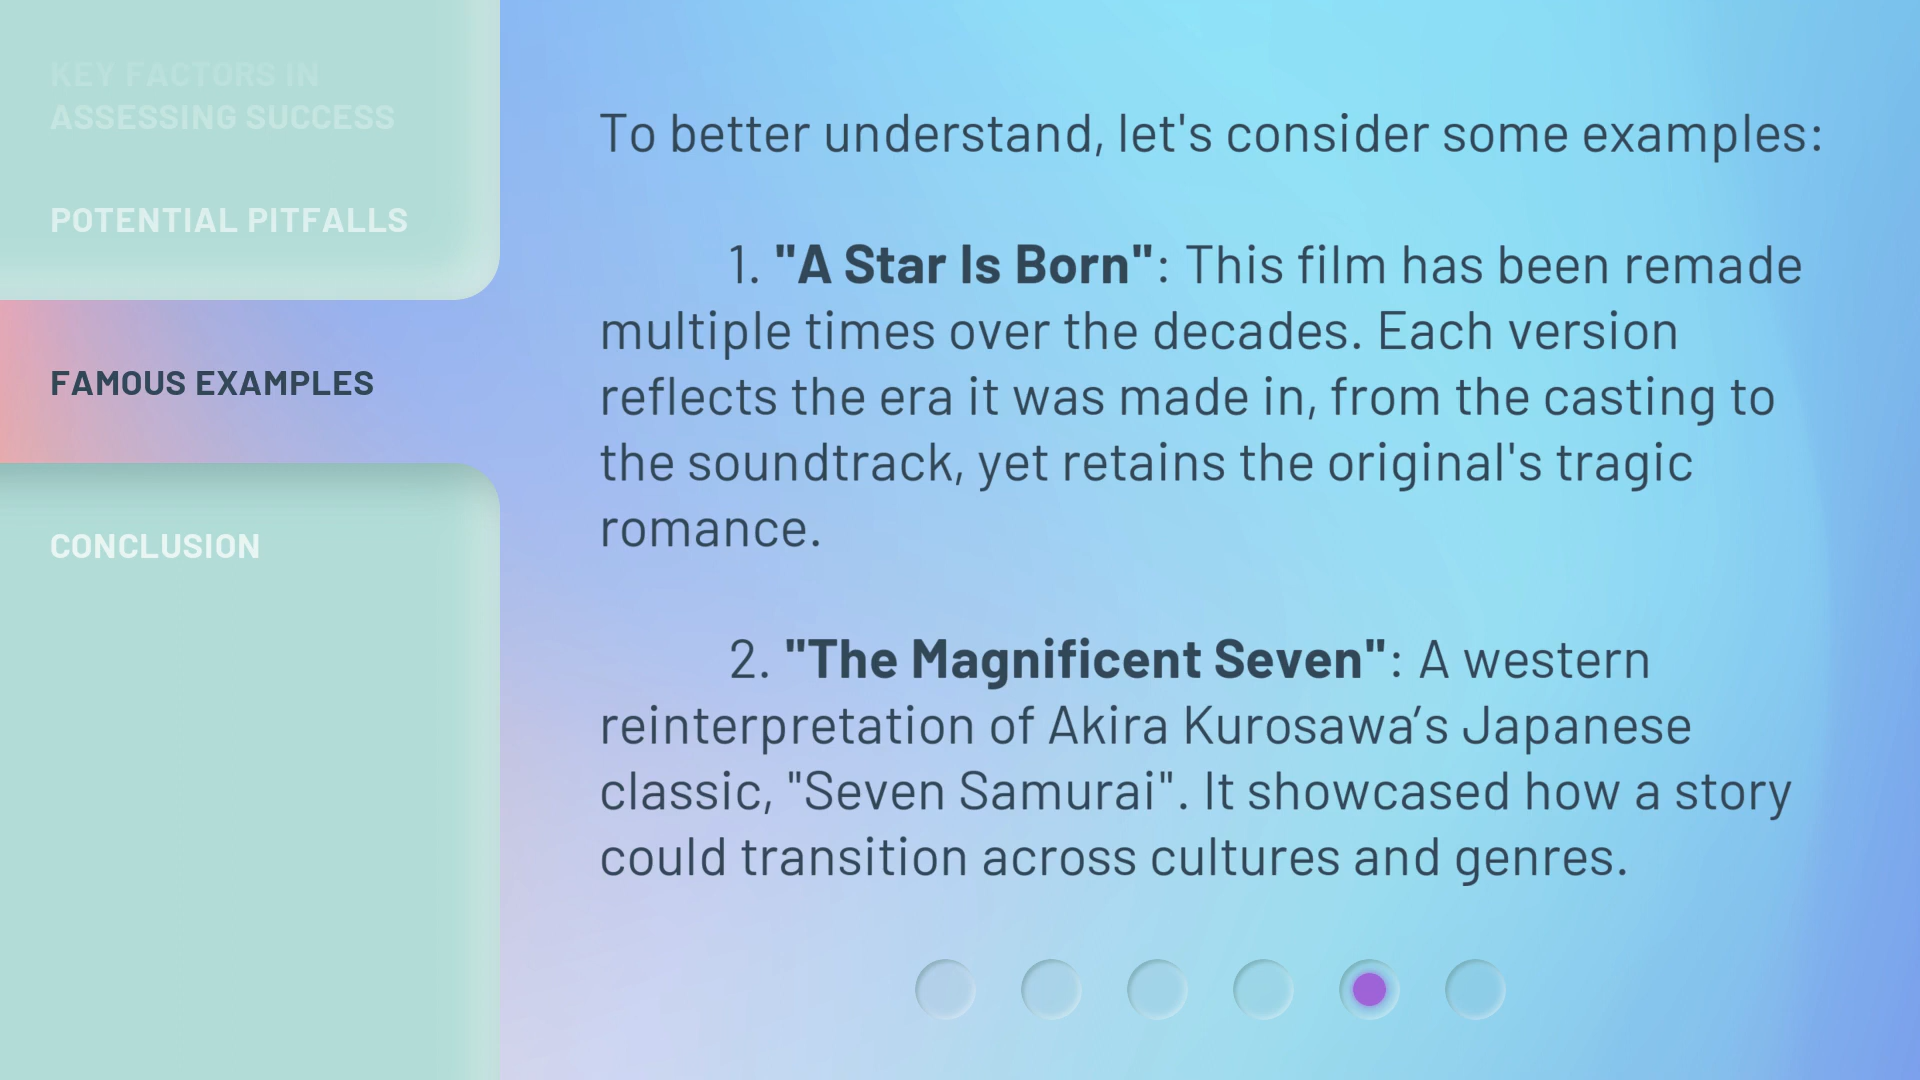 KEY FACTORS IN
ASSESSING SUCCESS
POTENTIAL PITFALLS
FAMOUS EXAMPLES
CONCLUSION
To better understand, let's consider some examples:
1. "A Star Is Born": This film has been remade
multiple times over the decades. Each version
reflects the era it was made in, from the casting to
the soundtrack, yet retains the original's tragic
romance.
2. "The Magnificent Seven": A western
reinterpretation of Akira Kurosawa’s Japanese
classic, "Seven Samurai". It showcased how a story
could transition across cultures and genres.